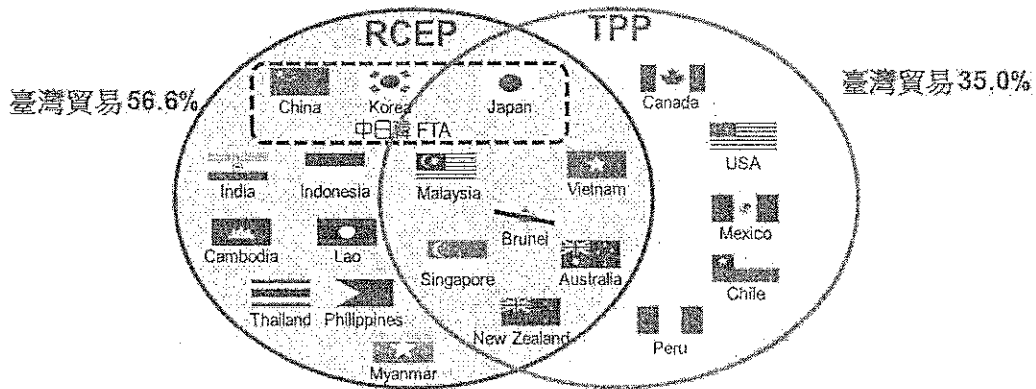 RCEP
TPP
臺灣貿易56.6%
臺灣貿易35.0%
China
Korea
Japan
中日韓 FTA
Canada
USA
India
Indonesia
Malaysia
Vietnam
Mexico
Cambodia
Lao
Brunei
Singapore
Australia
Chile
Thailand
Philippines
New Zealand
Peru
Myanmar